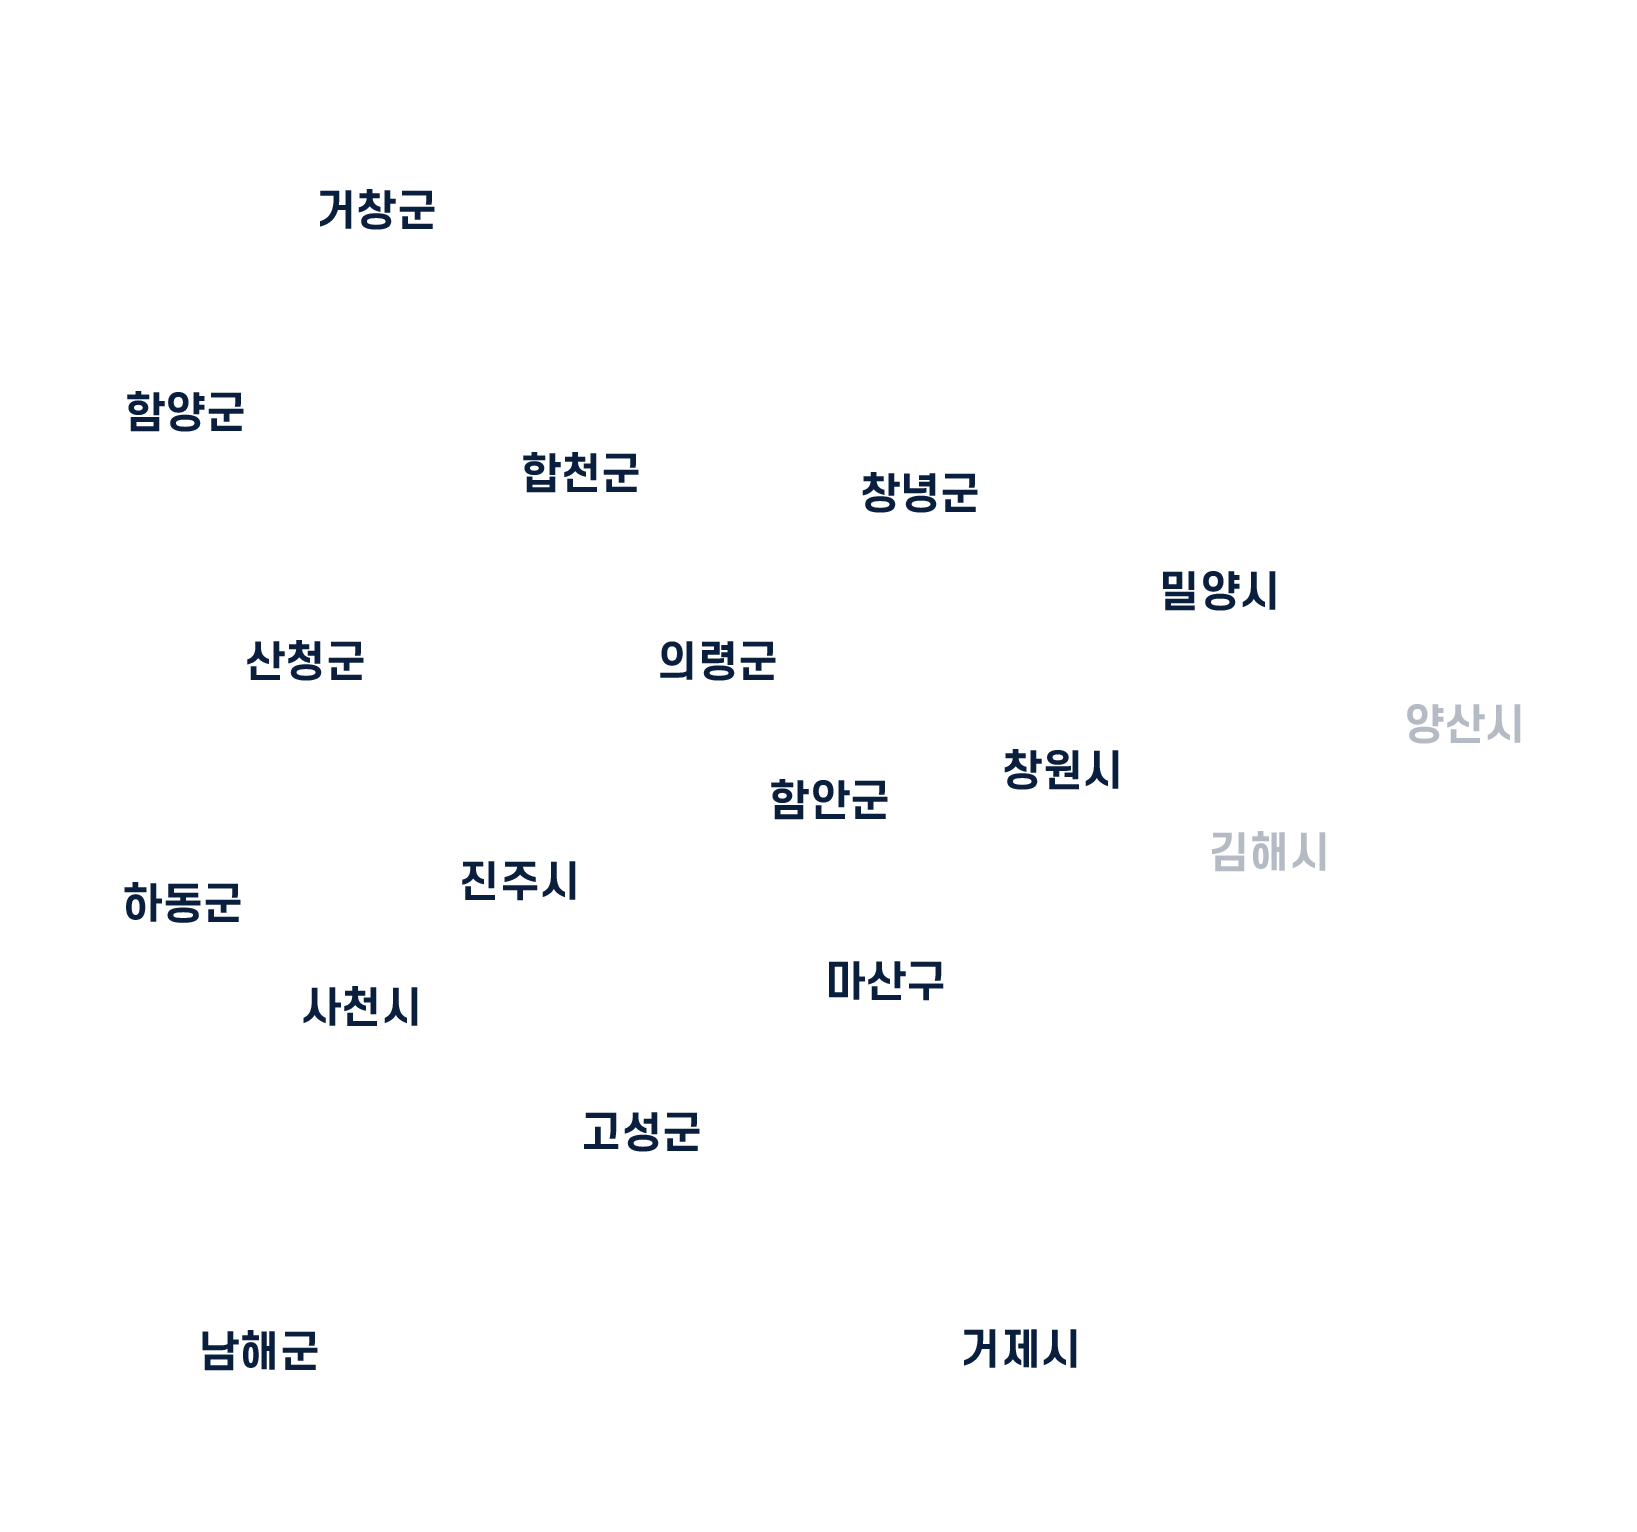 거창군
함양군
합천군
창녕군
밀양시
산청군
의령군
양산시
창원시
함안군
김해시
진주시
하동군
마산구
사천시
고성군
남해군
거제시